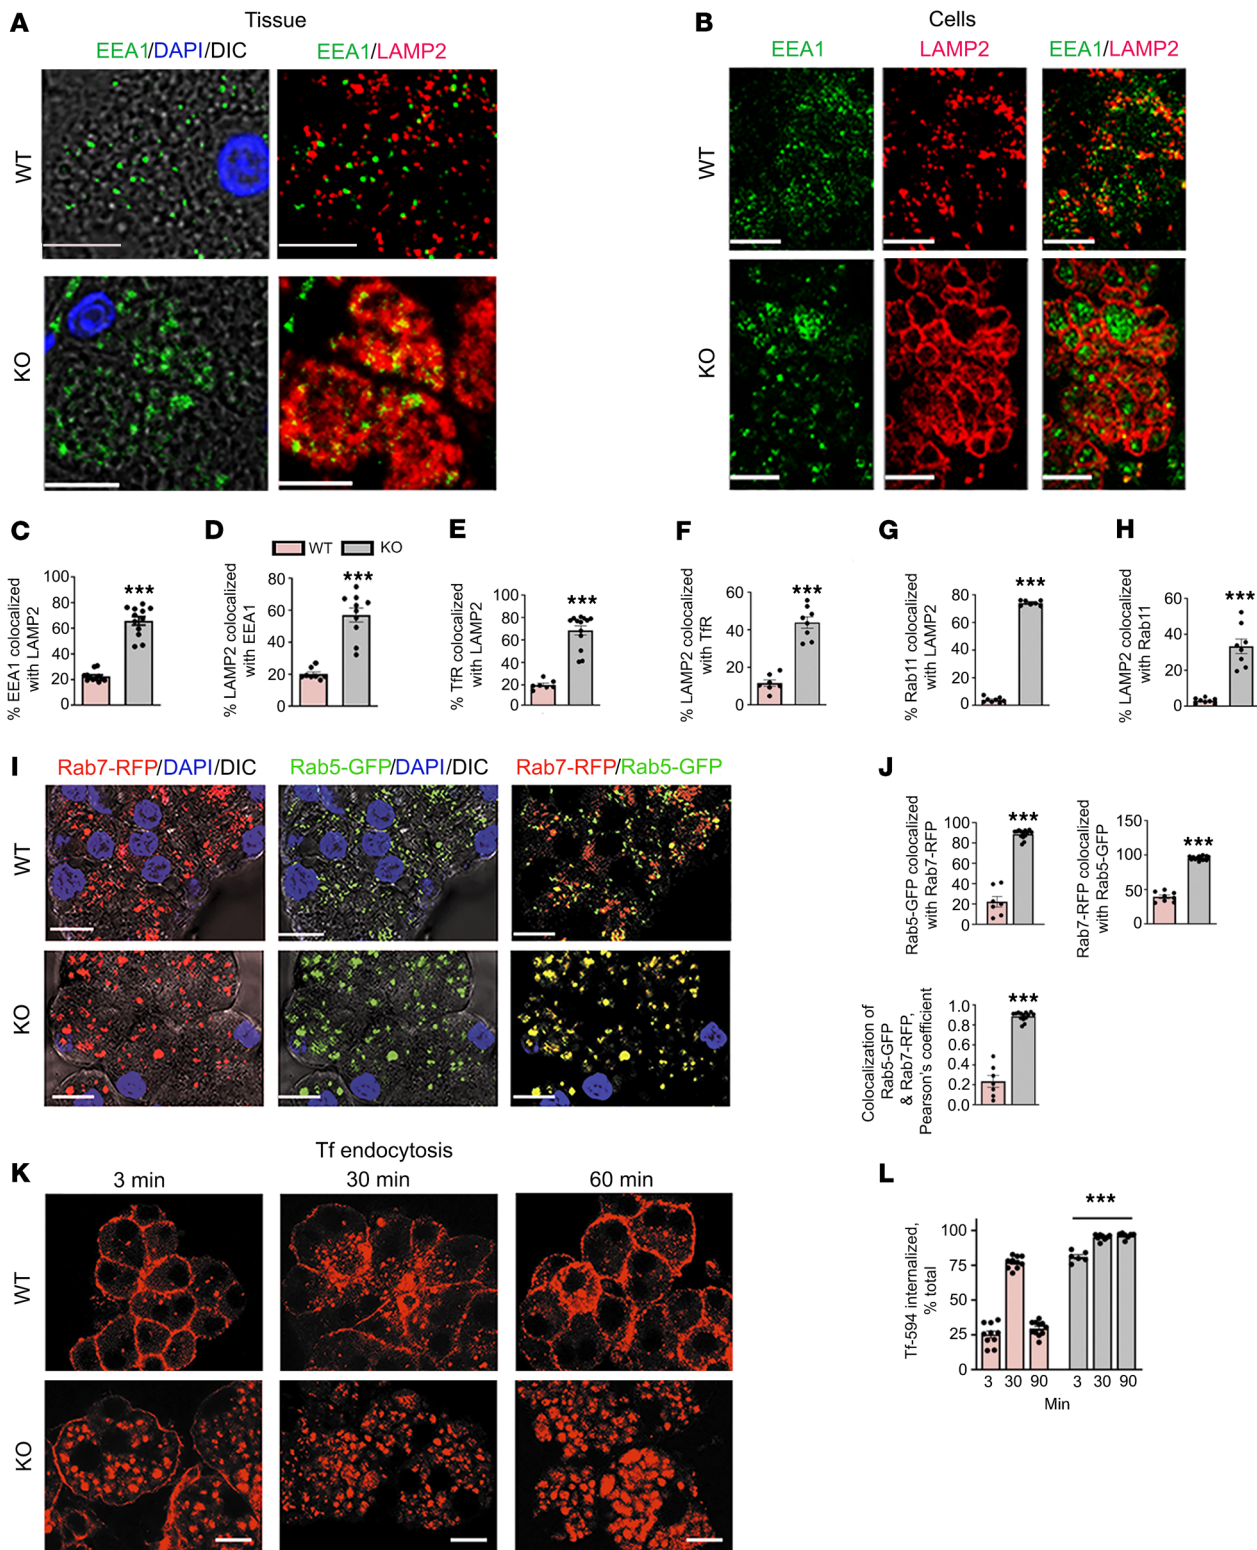 A
Tissue
EEA1/DAPI/DIC
EEA1/LAMP2
WT
KO
B
Cells
EEA1
LAMP2
EEA1/LAMP2
WT
KO
C
% EEA1 colocalized
with LAMP2
100
80
60
40
20
0
***
D
WT
KO
% LAMP2 colocalized
with EEA1
80
60
40
20
0
***
E
% TfR colocalized
with LAMP2
100
80
60
40
20
0
***
F
% LAMP2 colocalized
with TfR
60
40
20
0
***
G
% Rab11 colocalized
with LAMP2
80
60
40
20
0
***
H
% LAMP2 colocalized
with Rab11
60
40
20
0
***
I
Rab7-RFP/DAPI/DIC
Rab5-GFP/DAPI/DIC
Rab7-RFP/Rab5-GFP
WT
KO
J
Rab5-GFP colocalized
with Rab7-RFP
100
80
60
40
20
0
***
Rab7-RFP colocalized
with Rab5-GFP
150
100
50
0
***
Colocalization of
Rab5-GFP
& Rab7-RFP,
Pearson's coefficient
1.0
0.8
0.6
0.4
0.2
0.0
***
K
Tf endocytosis
3 min
30 min
60 min
WT
KO
L
Tf-594 internalized,
% total
100
75
50
25
0
***
3 30 90 3 30 90
Min